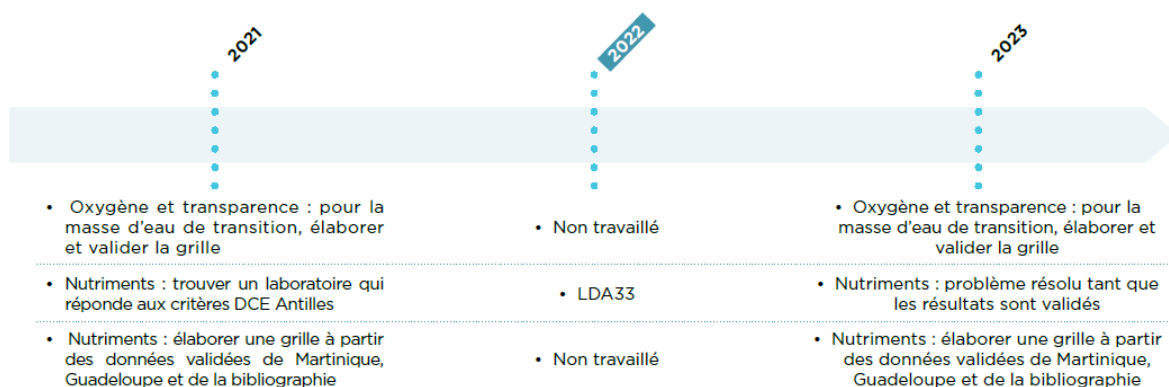 2021
2022
2023
• Oxygène et transparence : pour la
masse d'eau de transition, élaborer
et valider la grille
• Non travaillé
• Oxygène et transparence : pour la
masse d'eau de transition, élaborer et
valider la grille
• Nutriments : trouver un laboratoire qui
réponde aux critères DCE Antilles
• LDA33
• Nutriments : problème résolu tant que
les résultats sont validés
• Nutriments : élaborer une grille à partir
des données validées de Martinique,
Guadeloupe et de la bibliographie
• Non travaillé
• Nutriments : élaborer une grille à partir
des données validées de Martinique,
Guadeloupe et de la bibliographie